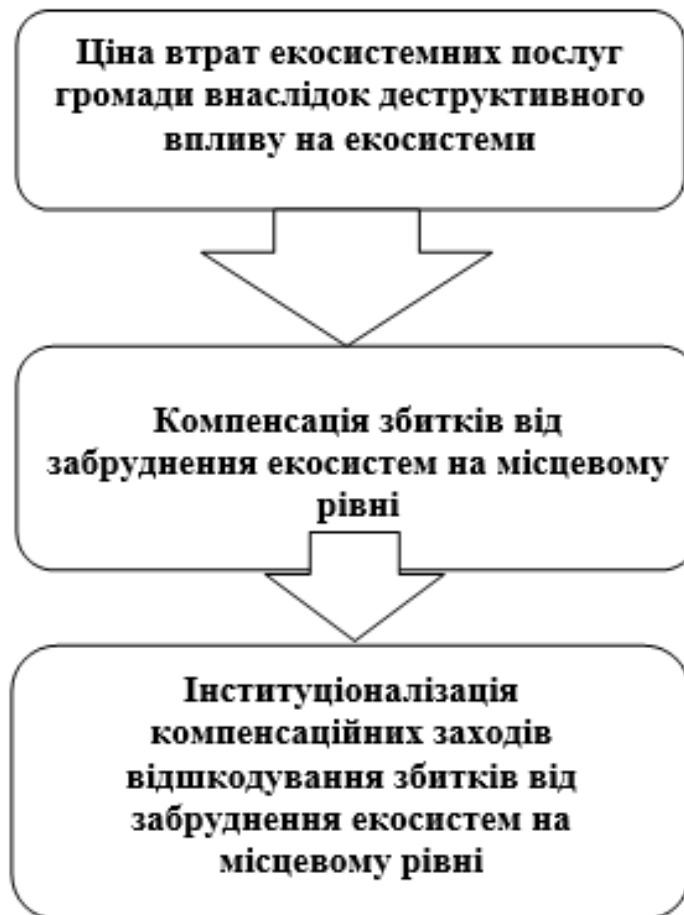 Ціна втрат екосистемних послуг
громади внаслідок деструктивного
впливу на екосистеми
Компенсація збитків від
забруднення екосистем на місцевому
рівні
Інституціоналізація
компенсаційних заходів
відшкодування збитків від
забруднення екосистем на
місцевому рівні